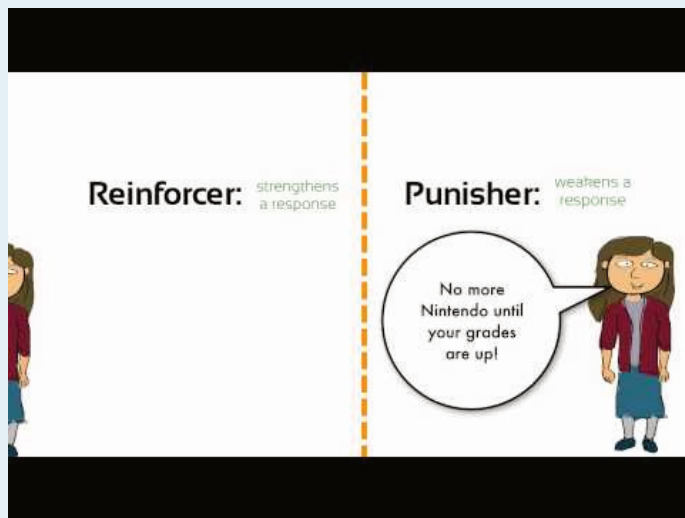 Reinforcer:
strengthens
a response
Punisher:
weakens a
response
No more
Nintendo until
your grades
are up!